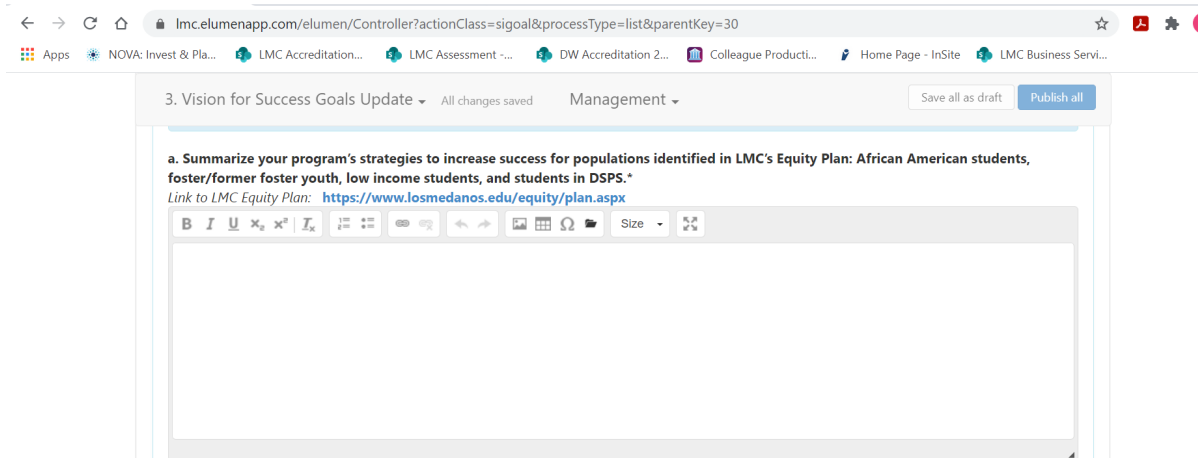 lmc.elumenapp.com/elumen/Controller?actionClass=sigoal&processType=list&parentKey=30
Apps NOVA: Invest & Pla... LMC Accreditation... LMC Assessment -... DW Accreditation 2... Colleague Producti... Home Page - InSite LMC Business Servi...
3. Vision for Success Goals Update All changes saved Management Save all as draft Publish all
a. Summarize your program's strategies to increase success for populations identified in LMC's Equity Plan: African American students,
foster/former foster youth, low income students, and students in DSPS.*
Link to LMC Equity Plan: https://www.losmedanos.edu/equity/plan.aspx
B I U x₂ x² Iₓ Ω Size